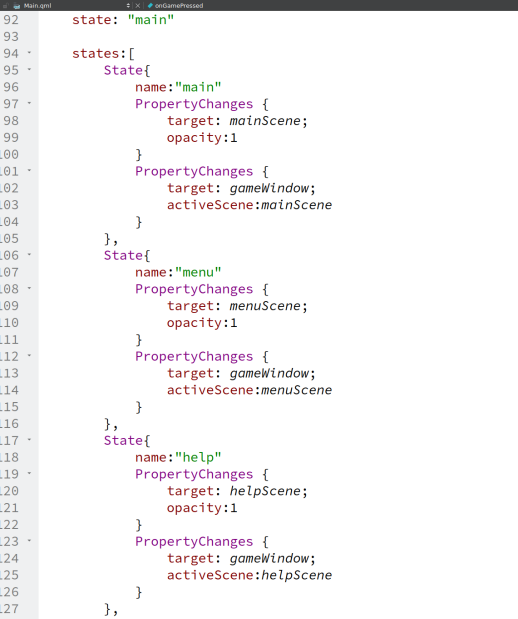 Main.qml onGamePressed
92 state: "main"
93
94 states:[
95 State{
96 name:"main"
97 PropertyChanges {
98 target: mainScene;
99 opacity:1
100 }
101 PropertyChanges {
102 target: gameWindow;
103 activeScene:mainScene
104 }
105 },
106 State{
107 name:"menu"
108 PropertyChanges {
109 target: menuScene;
110 opacity:1
111 }
112 PropertyChanges {
113 target: gameWindow;
114 activeScene:menuScene
115 }
116 },
117 State{
118 name:"help"
119 PropertyChanges {
120 target: helpScene;
121 opacity:1
122 }
123 PropertyChanges {
124 target: gameWindow;
125 activeScene:helpScene
126 }
127 },